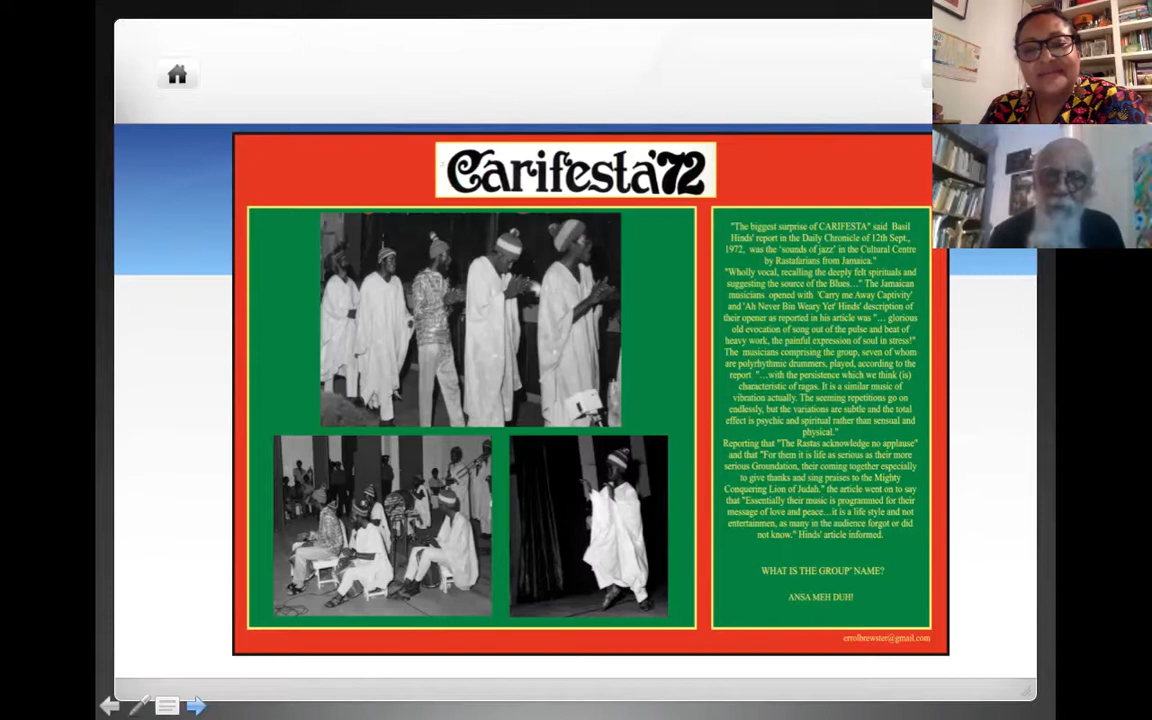 Carifesta'72
"The biggest surprise of CARIFESTA" said Basil
Hinds' report in the Daily Chronicle of 12th Sept.,
1972, was the 'sounds of jazz' in the Cultural Centre
by Rastafarians from Jamaica."
"Wholly vocal, recalling the deeply felt spirituals and
suggesting the source of the Blues…" The Jamaican
musicians opened with 'Carry me Away Captivity'
and 'Ah Never Bin Weary Yet' Hinds' description of
their opener as reported in his article was "… glorious
old evocation of song out of the pulse and beat of
heavy work, the painful expression of soul in stress!"
The musicians comprising the group, seven of whom
are polyrhythmic drummers, played, according to the
report "…with the persistence which we think (is)
characteristic of ragas. It is a similar music of
vibration actually. The seeming repetitions go on
endlessly, but the variations are subtle and the total
effect is psychic and spiritual rather than sensual and
physical."
Reporting that "The Rastas acknowledge no applause"
and that "For them it is life as serious as their more
serious Groundation, their coming together especially
to give thanks and sing praises to the Mighty
Conquering Lion of Judah." the article went on to say
that "Essentially their music is programmed for their
message of love and peace…it is a life style and not
entertainmen, as many in the audience forgot or did
not know." Hinds' article informed.
WHAT IS THE GROUP' NAME?
ANSA MEH DUH!
errolbrewster@gmail.com